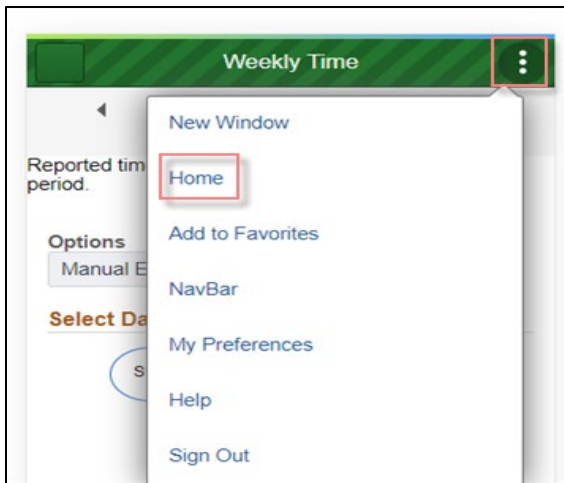 Weekly Time
New Window
Reported tim
Home
period.
Add to Favorites
Options
Manual E
NavBar
Select Da
My Preferences
S
Help
Sign Out